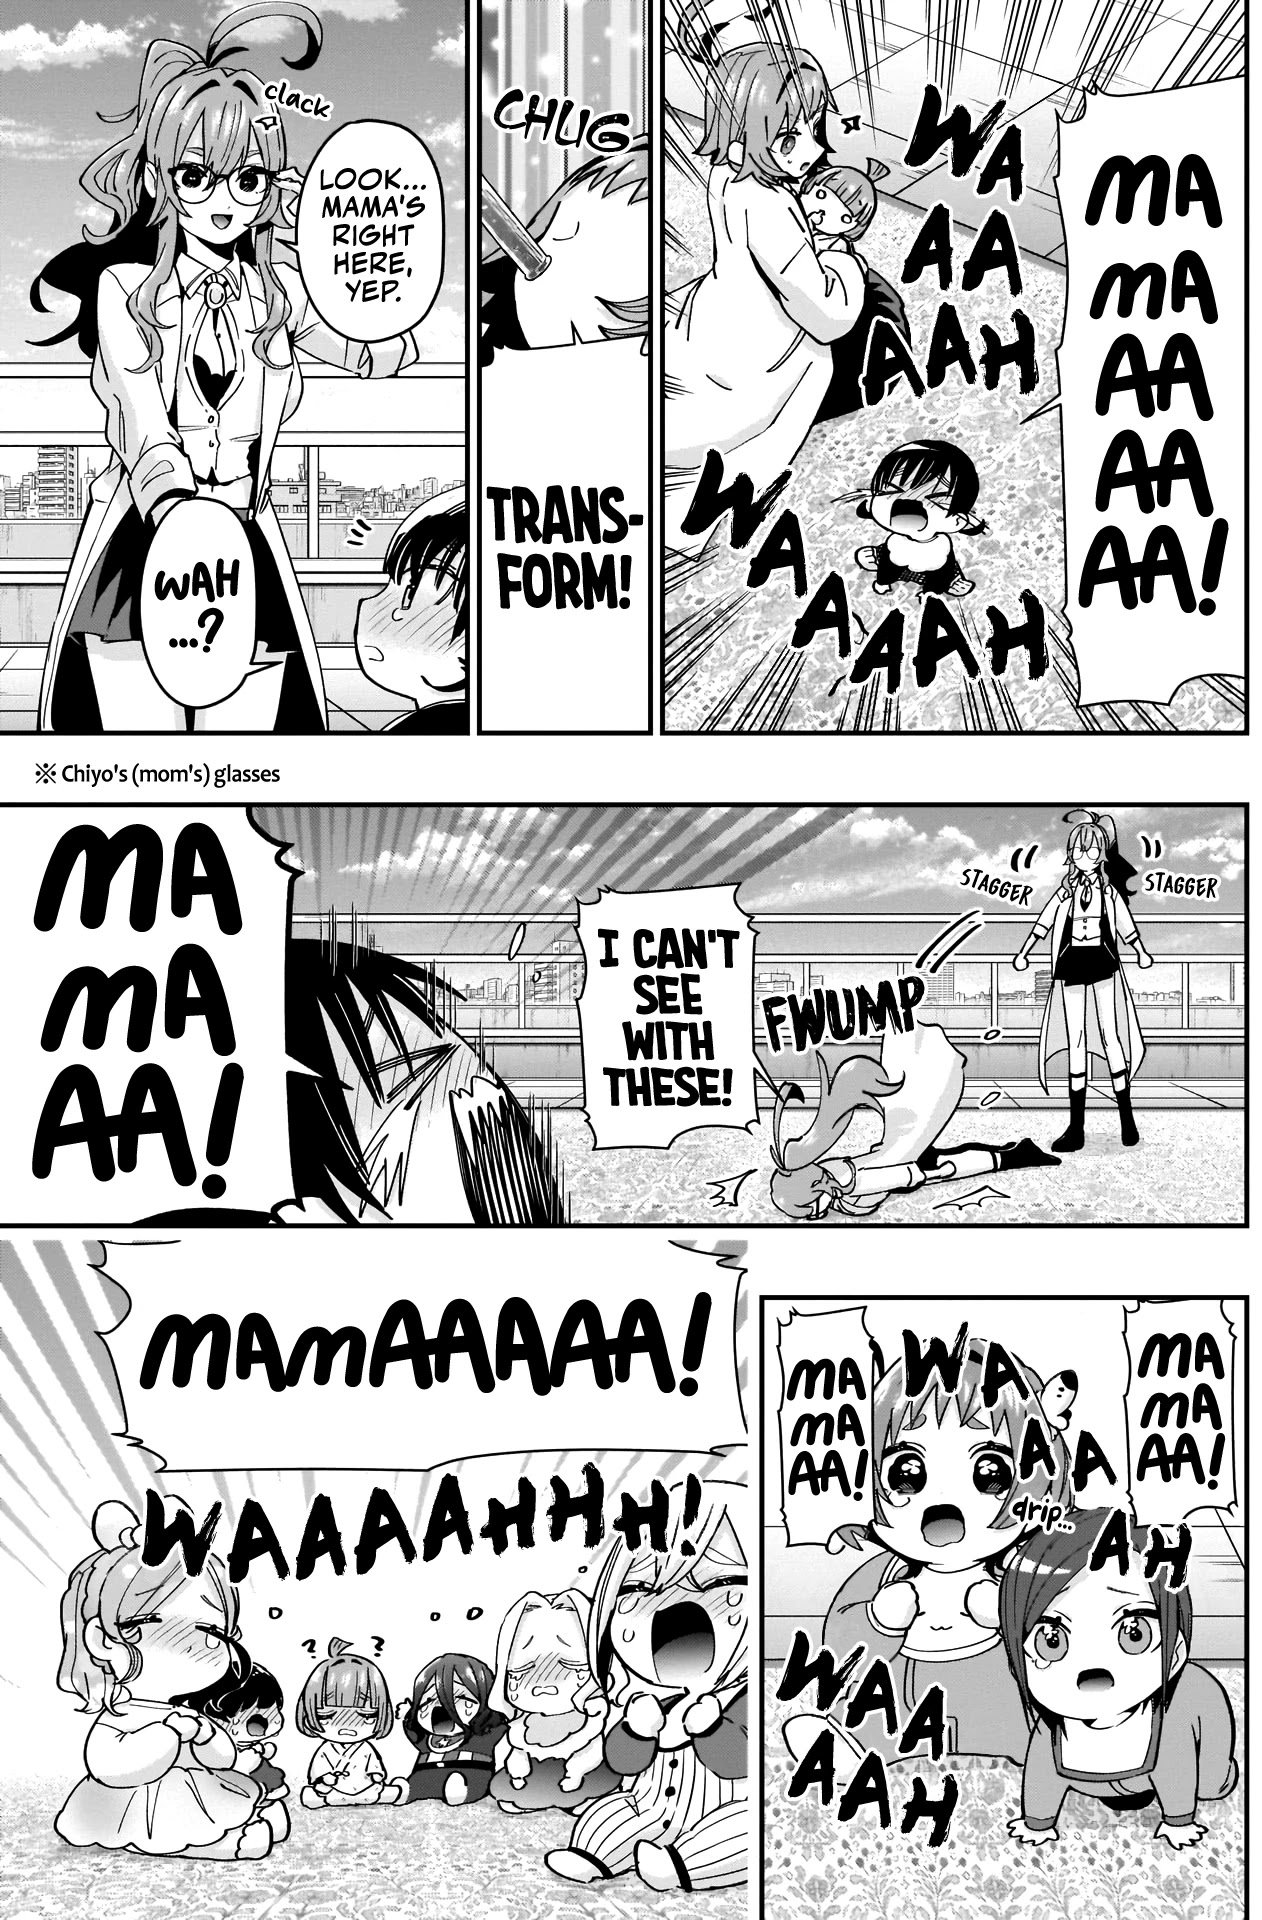 MA
MA
AA
AA
AA!
WA
AA
AAH
WA
AAAH
CHUG
TRANS-
FORM!
clack
LOOK...
MAMA'S
RIGHT
HERE,
YEP.
WAH
...?
※ Chiyo's (mom's) glasses
STAGGER
STAGGER
FWUMP
I CAN'T
SEE
WITH
THESE!
MA
MA
AA!
MA
MA
AA!
WA
AA
AH
MA
MA
AA!
drip...
WAA
AAH
MAMAAAAA!
WAAAAHHH!
? ?